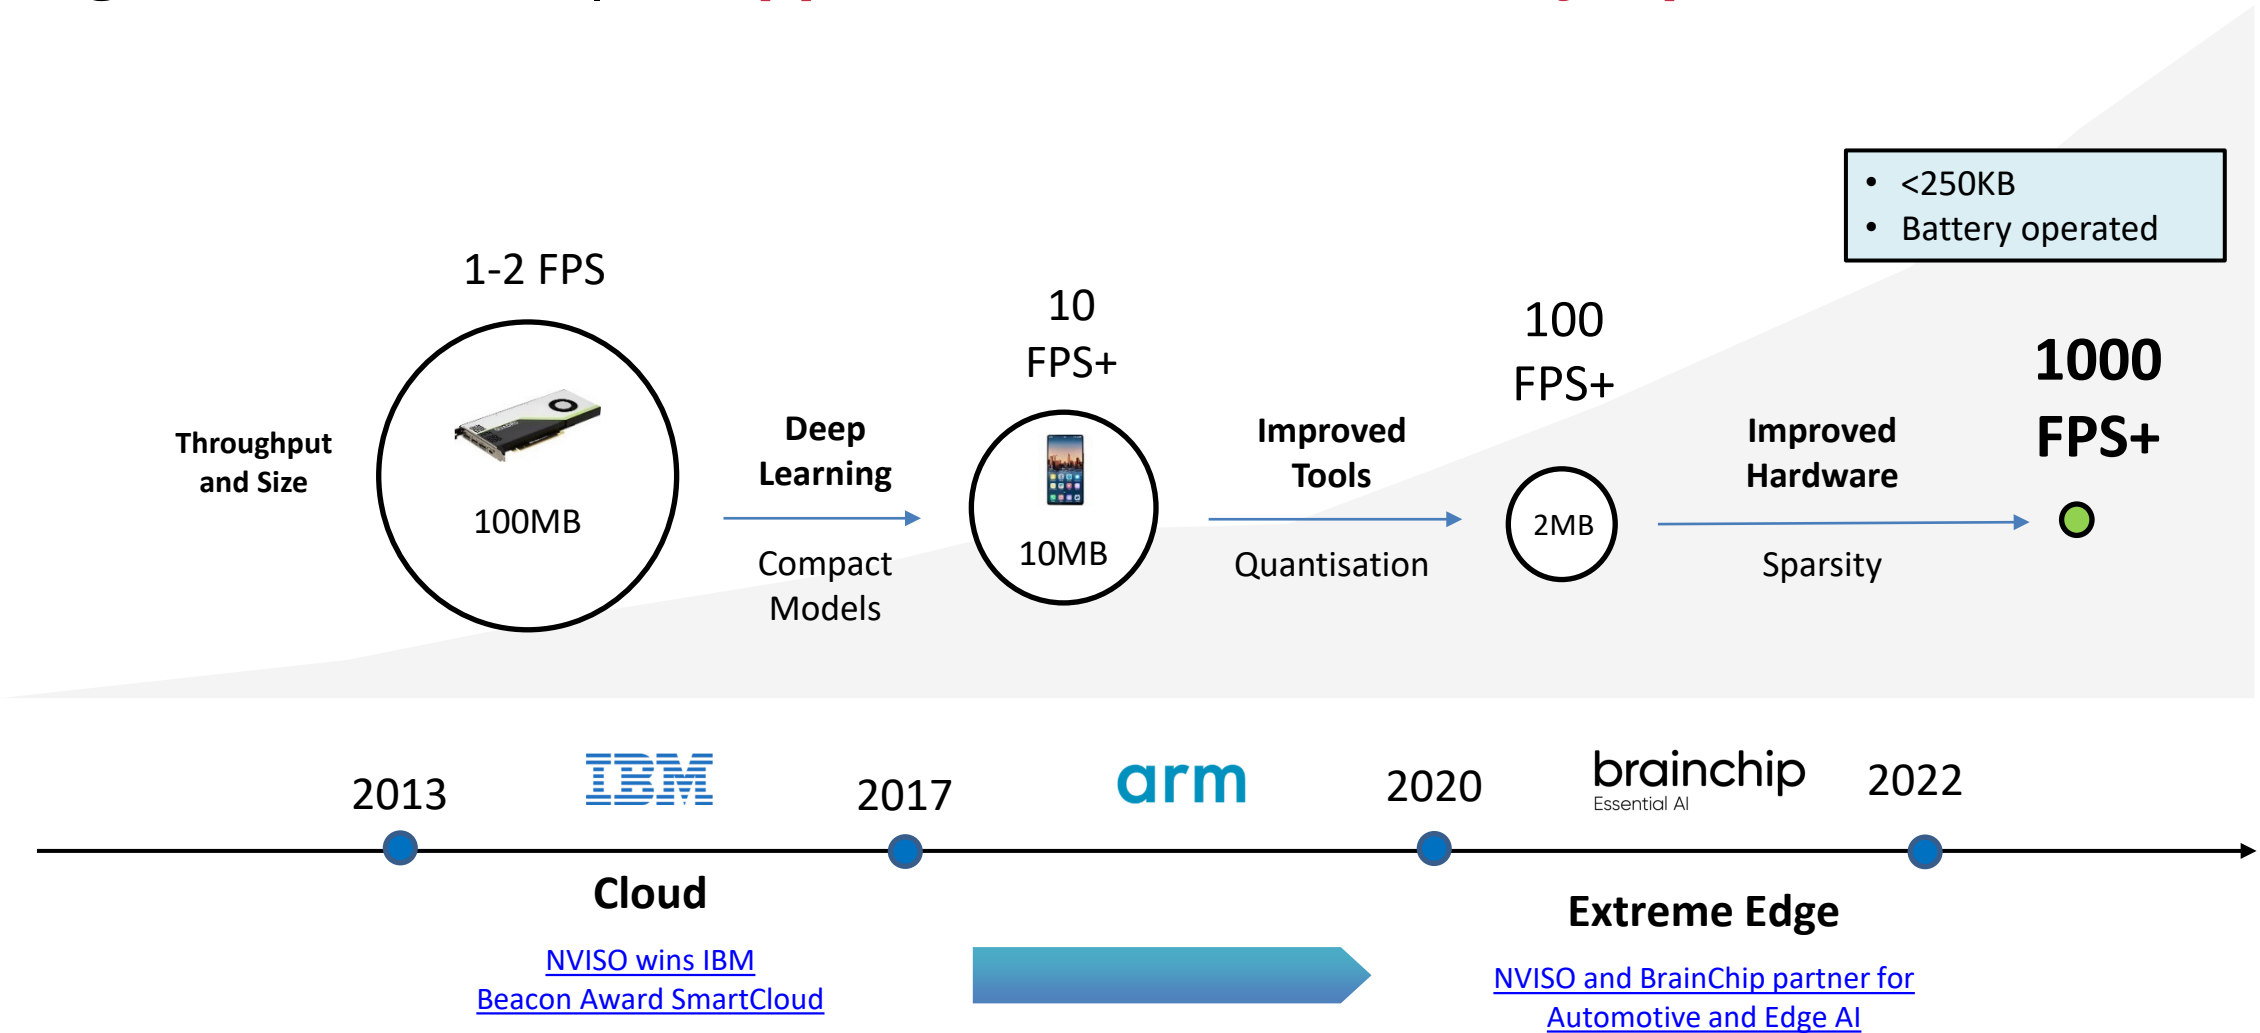 <250KB
Battery operated
1-2 FPS
10
FPS+
100
FPS+
1000
FPS+
Throughput
and Size
100MB
Deep
Learning
Compact
Models
10MB
Improved
Tools
Quantisation
2MB
Improved
Hardware
Sparsity
2013
IBM
2017
arm
2020
brainchip
Essential AI
2022
Cloud
NVISO wins IBM
Beacon Award SmartCloud
Extreme Edge
NVISO and BrainChip partner for
Automotive and Edge AI